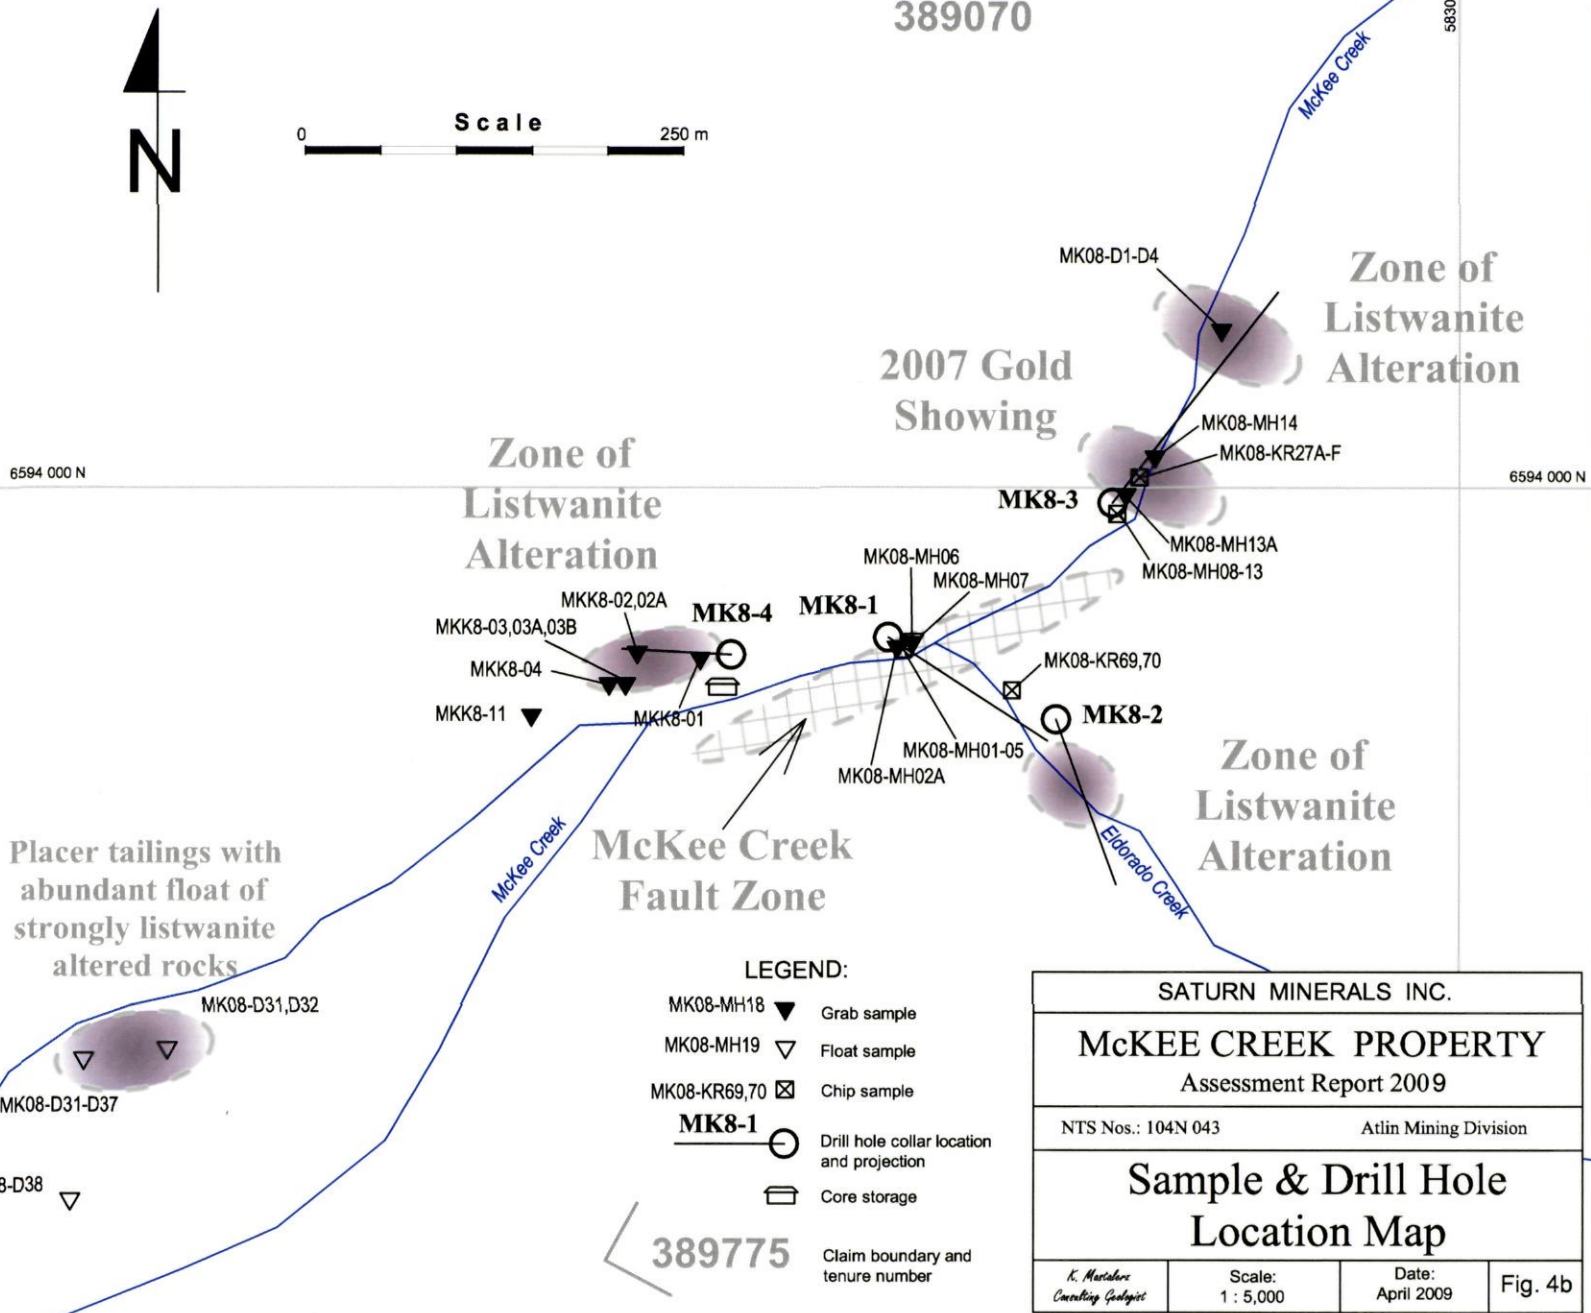 389070
5830
McKee Creek
N
Scale
0
250 m
MK08-D1-D4
Zone of
Listwanite
Alteration
2007 Gold
Showing
MK08-MH14
MK08-KR27A-F
6594 000 N
6594 000 N
Zone of
Listwanite
Alteration
MK8-3
MK08-MH13A
MK08-MH08-13
MK08-MH06
MK08-MH07
MKK8-02,02A
MK8-4
MK8-1
MKK8-03,03A,03B
MKK8-04
MKK8-11
MKK8-01
MK08-KR69,70
MK8-2
MK08-MH01-05
MK08-MH02A
Zone of
Listwanite
Alteration
McKee Creek
Fault Zone
McKee Creek
Eldorado Creek
Placer tailings with
abundant float of
strongly listwanite
altered rocks
MK08-D31,D32
MK08-D31-D37
8-D38
LEGEND:
MK08-MH18 Grab sample
MK08-MH19 Float sample
MK08-KR69,70 Chip sample
MK8-1
Drill hole collar location
and projection
Core storage
389775
Claim boundary and
tenure number
SATURN MINERALS INC.
McKEE CREEK PROPERTY
Assessment Report 2009
NTS Nos.: 104N 043 Atlin Mining Division
Sample & Drill Hole
Location Map
K. Mastalerz
Consulting Geologist
Scale:
1 : 5,000
Date:
April 2009
Fig. 4b